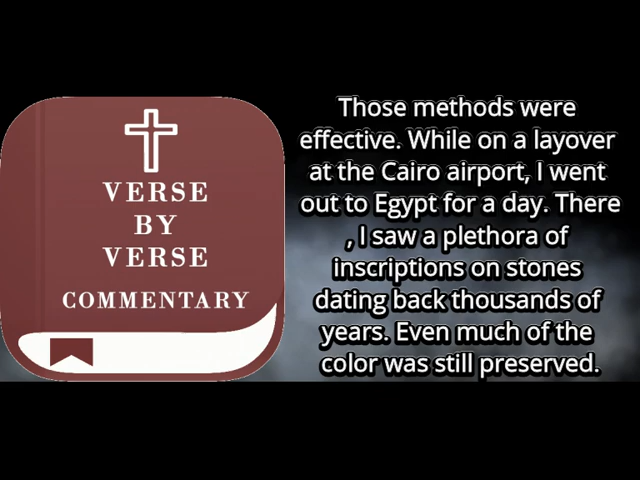 VERSE
BY
VERSE
COMMENTARY
Those methods were
effective. While on a layover
at the Cairo airport, I went
out to Egypt for a day. There
, I saw a plethora of
inscriptions on stones
dating back thousands of
years. Even much of the
color was still preserved.